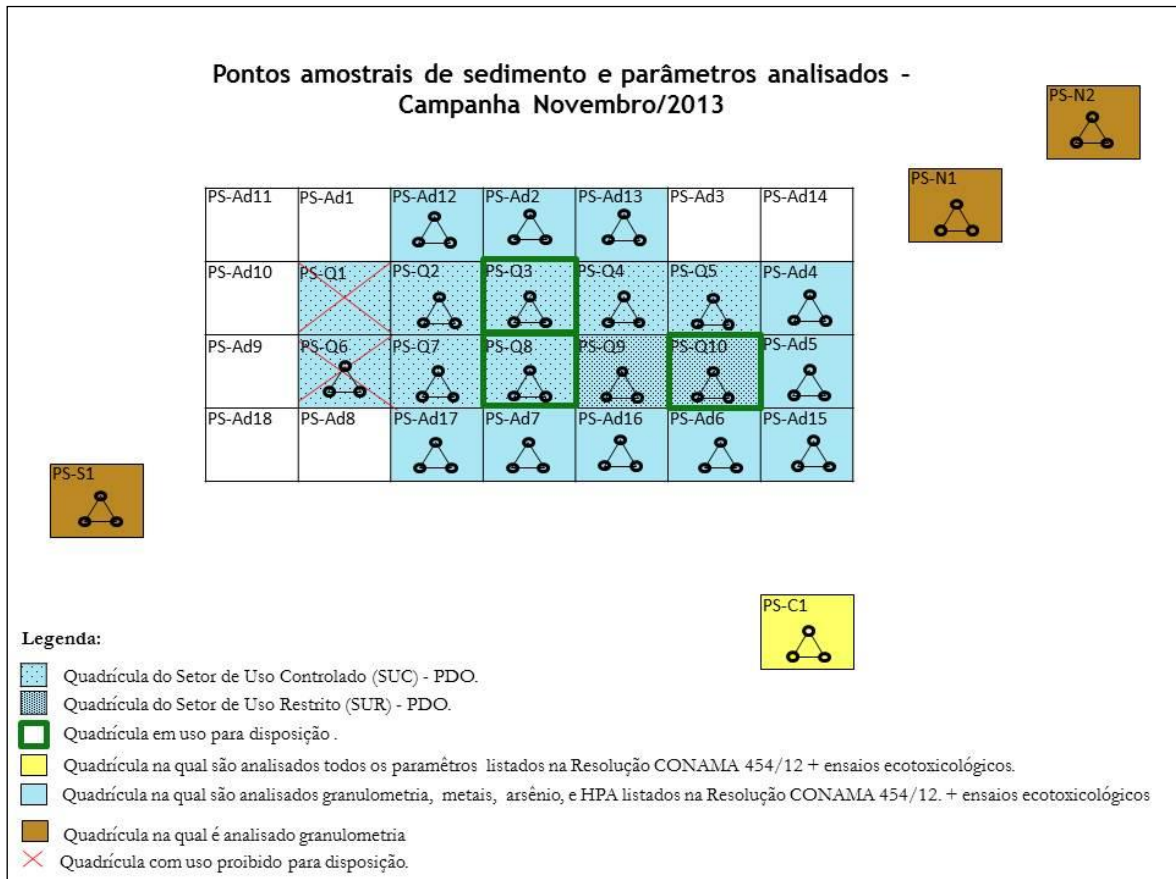 Pontos amostrais de sedimento e parâmetros analisados –
Campanha Novembro/2013
PS-N2
PS-N1
PS-Ad11 PS-Ad1 PS-Ad12 PS-Ad2 PS-Ad13 PS-Ad3 PS-Ad14
PS-Ad10 PS-Q1 PS-Q2 PS-Q3 PS-Q4 PS-Q5 PS-Ad4
PS-Ad9 PS-Q6 PS-Q7 PS-Q8 PS-Q9 PS-Q10 PS-Ad5
PS-Ad18 PS-Ad8 PS-Ad17 PS-Ad7 PS-Ad16 PS-Ad6 PS-Ad15
PS-S1
PS-C1
Legenda:
Quadrícula do Setor de Uso Controlado (SUC) - PDO.
Quadrícula do Setor de Uso Restrito (SUR) - PDO.
Quadrícula em uso para disposição .
Quadrícula na qual são analisados todos os paramêtros listados na Resolução CONAMA 454/12 + ensaios ecotoxicológicos.
Quadrícula na qual são analisados granulometria, metais, arsênio, e HPA listados na Resolução CONAMA 454/12. + ensaios ecotoxicológicos
Quadrícula na qual é analisado granulometria
Quadrícula com uso proibido para disposição.